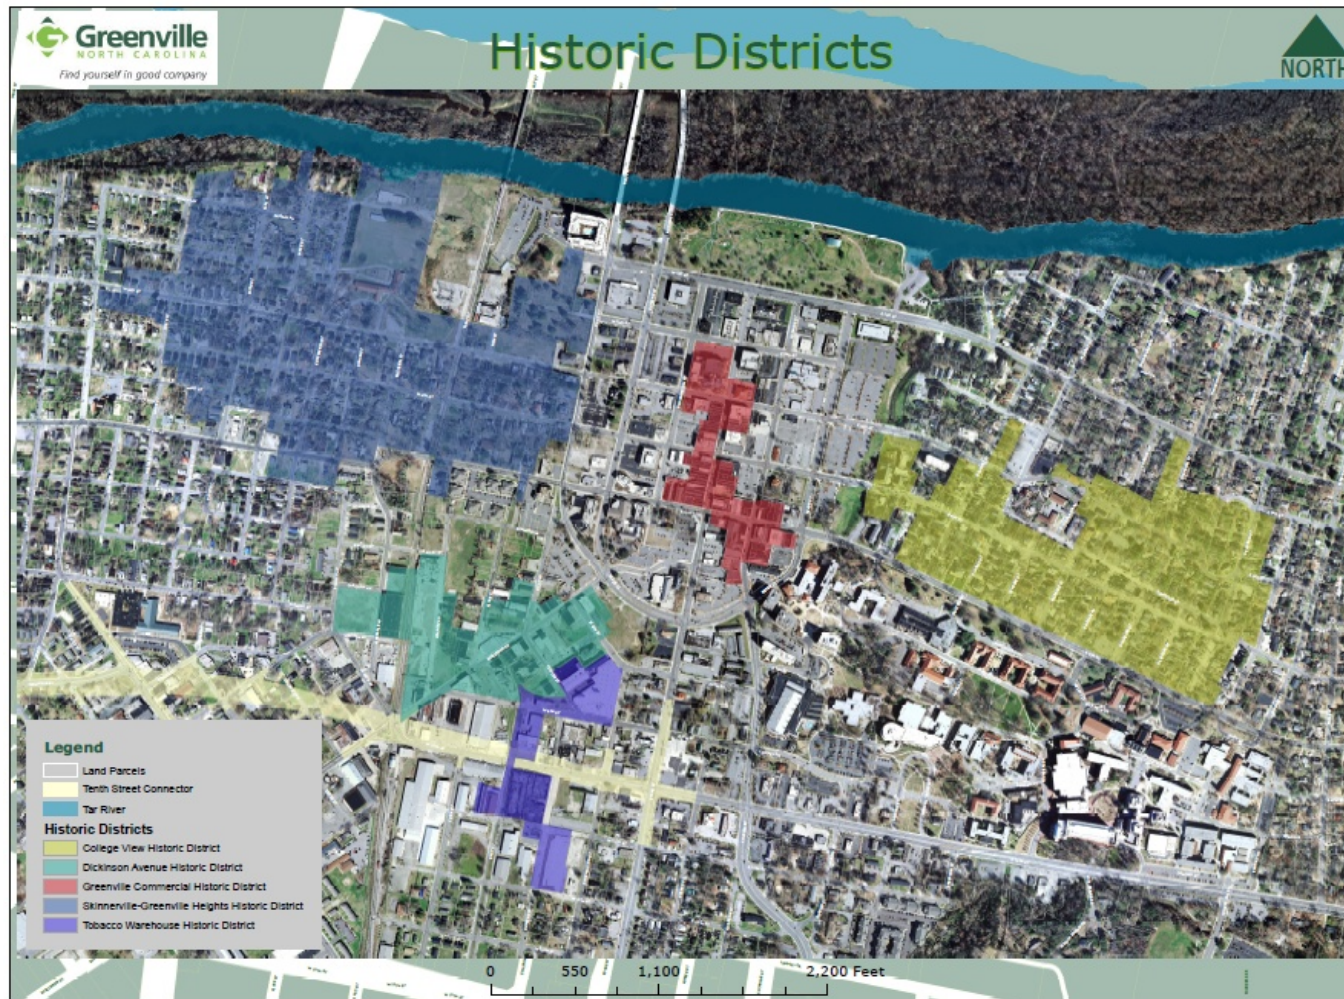 Greenville
NORTH CAROLINA
Find yourself in good company
Historic Districts
NORTH
Legend
Land Parcels
Tenth Street Connector
Tar River
Historic Districts
College View Historic District
Dickinson Avenue Historic District
Greenville Commercial Historic District
Skinnerville-Greenville Heights Historic District
Tobacco Warehouse Historic District
0 550 1,100 2,200 Feet